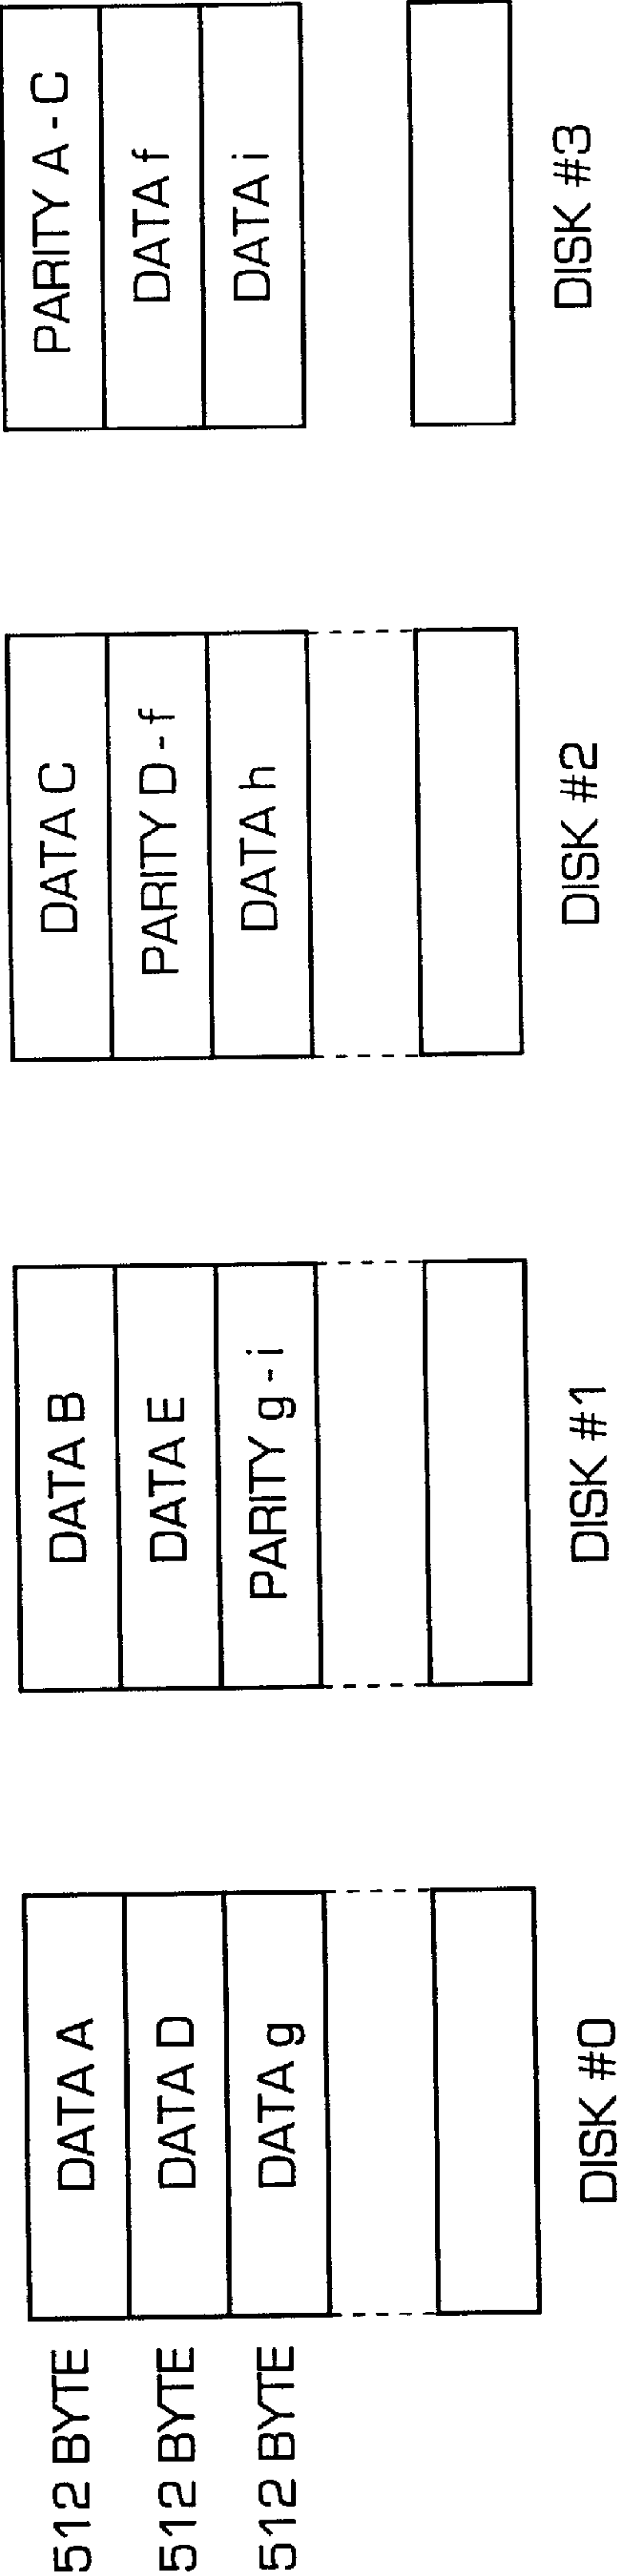 512 BYTE DATA A DATA B DATA C PARITY A - C
512 BYTE DATA D DATA E PARITY D - f DATA f
512 BYTE DATA g PARITY g - i DATA h DATA i
DISK #0 DISK #1 DISK #2 DISK #3